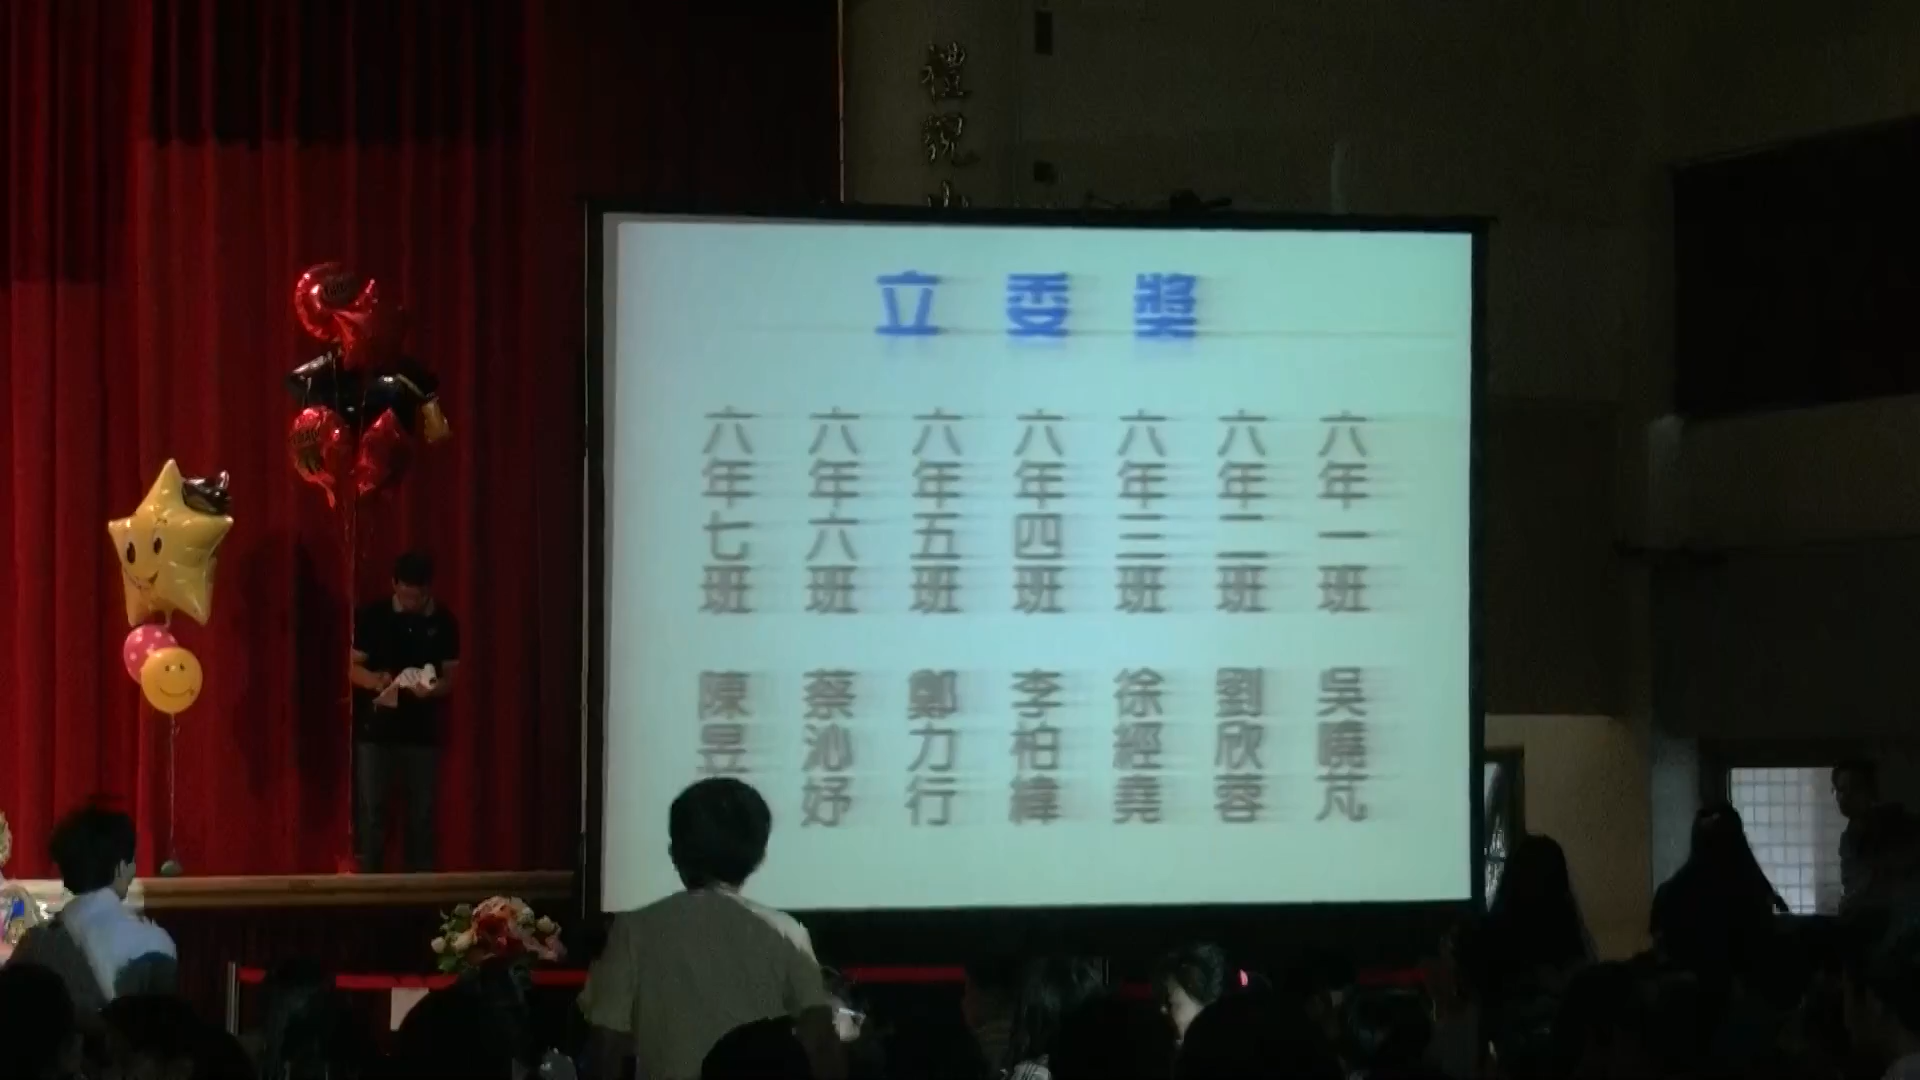 禮
立委獎
六年一班 吳曉芃
六年二班 劉欣蓉
六年三班 徐經堯
六年四班 李柏緯
六年五班 鄭力行
六年六班 蔡沁妤
六年七班 陳昱